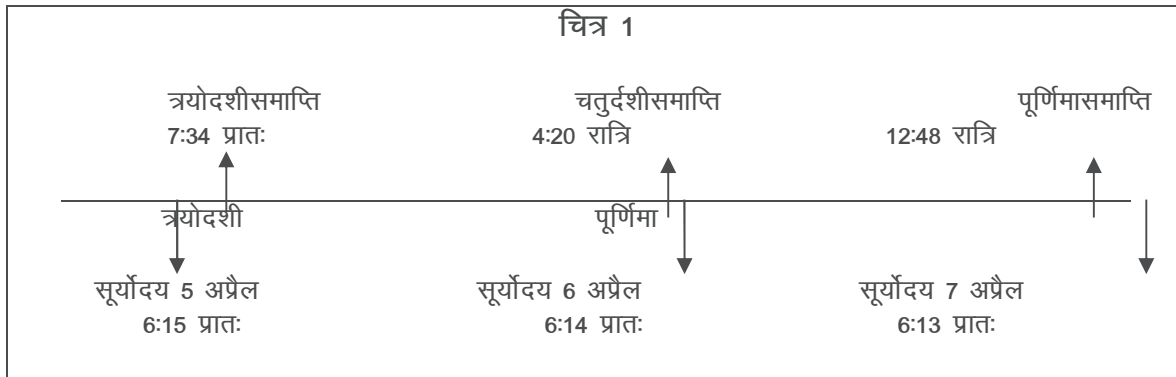 चित्र 1
त्रयोदशीसमाप्ति चतुर्दशीसमाप्ति पूर्णिमासमाप्ति
7:34 प्रातः 4:20 रात्रि 12:48 रात्रि
त्रयोदशी पूर्णिमा
सूर्योदय 5 अप्रैल सूर्योदय 6 अप्रैल सूर्योदय 7 अप्रैल
6:15 प्रातः 6:14 प्रातः 6:13 प्रातः